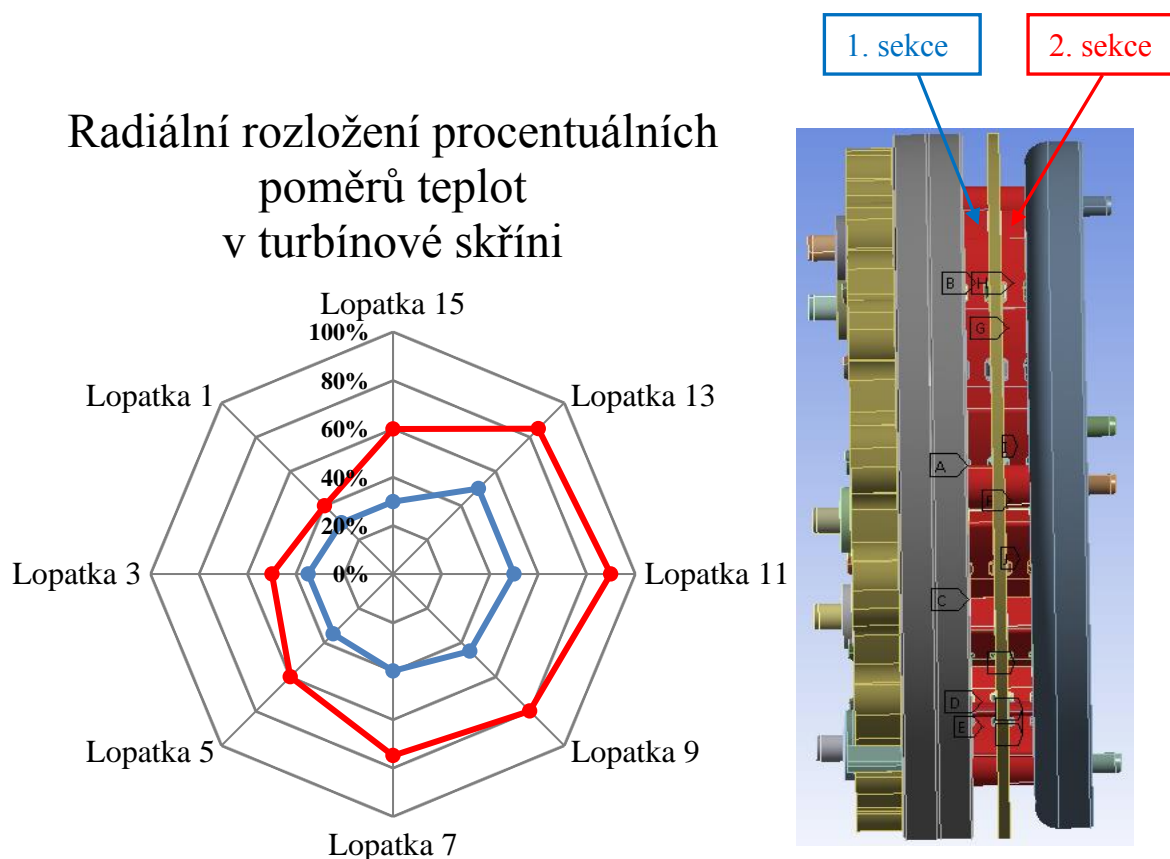 1. sekce
2. sekce
Radiální rozložení procentuálních
poměrů teplot
v turbínové skříni
Lopatka 15
100%
80%
60%
40%
20%
0%
Lopatka 1
Lopatka 13
Lopatka 3
Lopatka 11
Lopatka 5
Lopatka 9
Lopatka 7
B
H
G
A
C
D
E